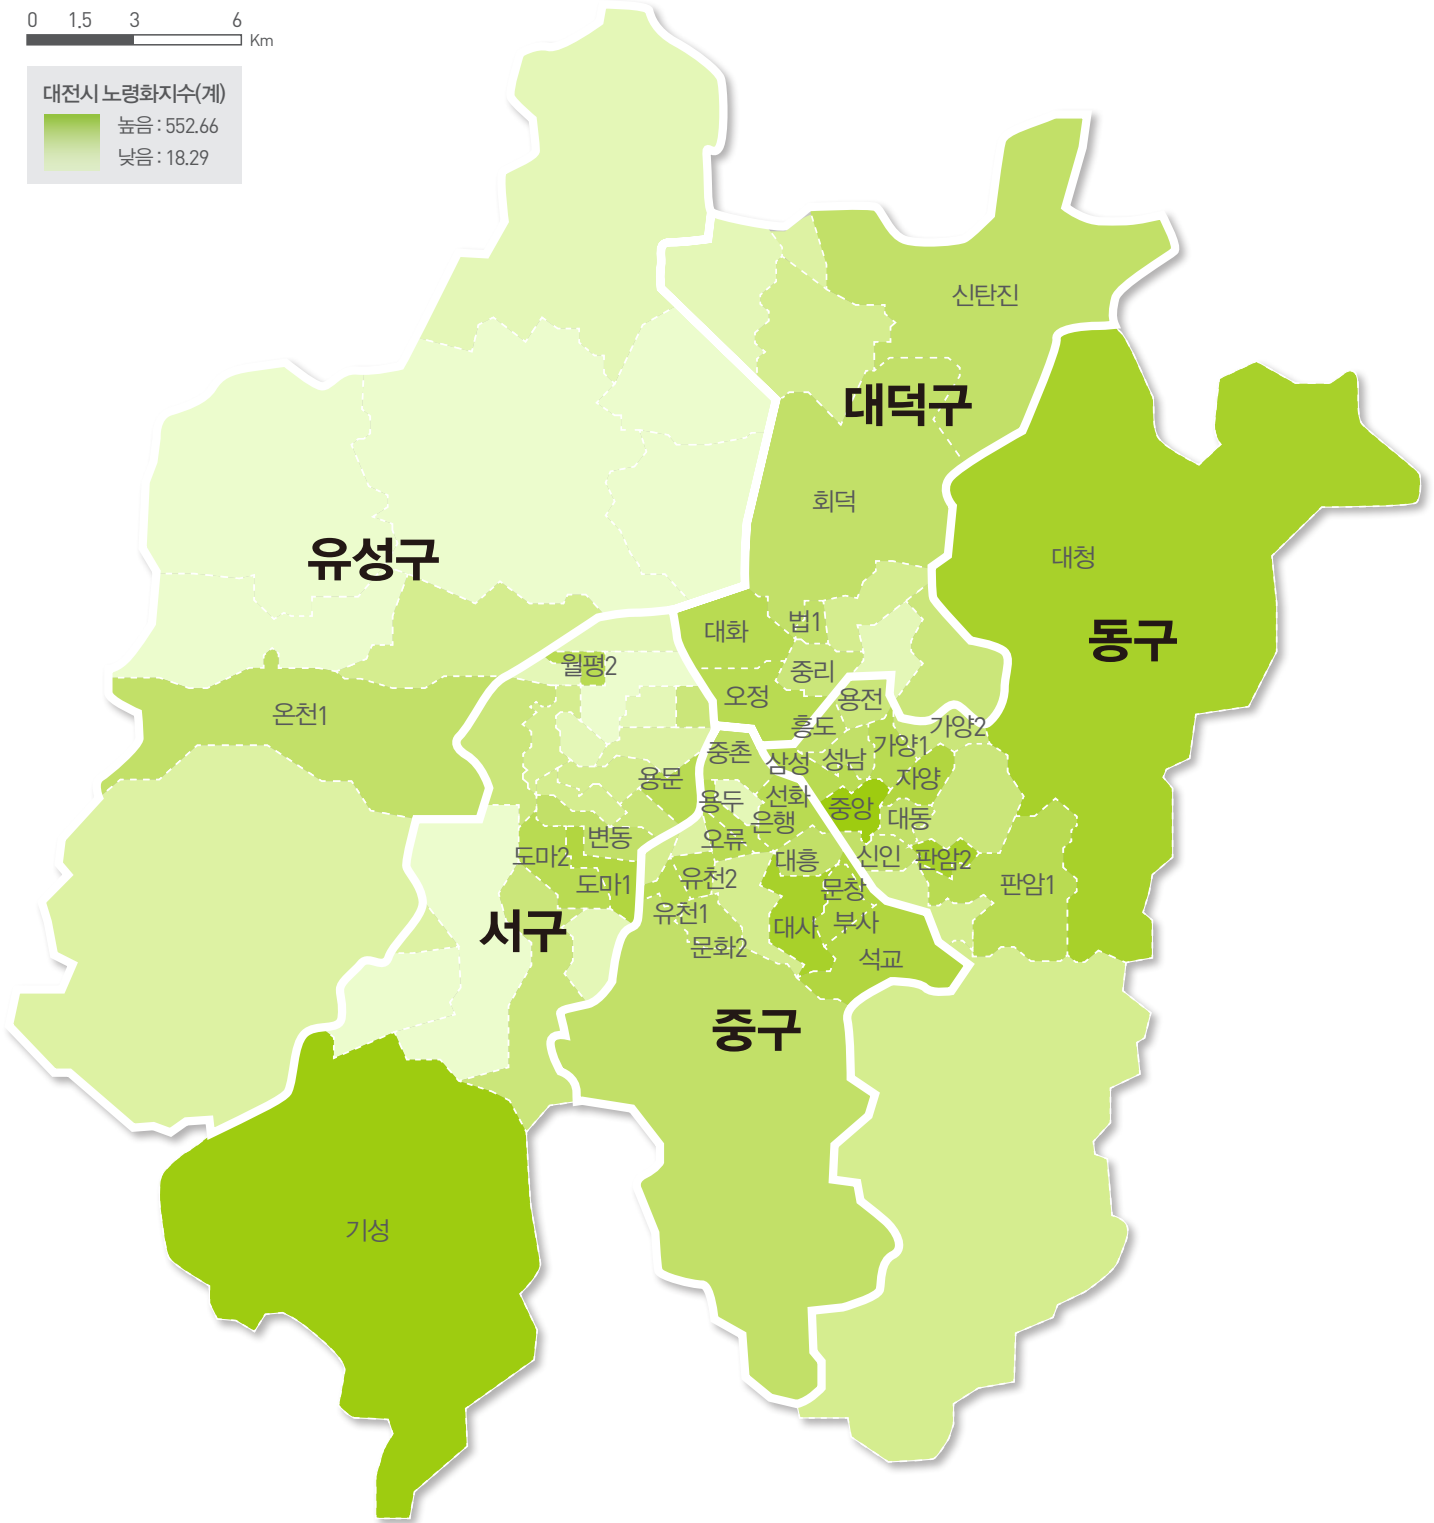 0 1.5 3 6
Km
대전시 노령화지수(계)
높음 : 552.66
낮음 : 18.29
신탄진
대덕구
회덕
유성구
대청
동구
대화
법1
월평2
중리
오정
용전
온천1
흥도
가양2
중촌
삼성
성남
가양1
용문
자양
용두
선화
중앙
은행
대동
변동
오류
도마2
대흥
신인
판암2
도마1
유천2
문창
판암1
유천1
대사
부사
서구
문화2
석교
중구
기성